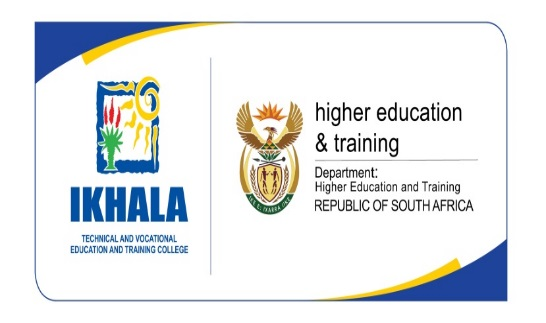 IKHALA
TECHNICAL AND VOCATIONAL
EDUCATION AND TRAINING COLLEGE
higher education
& training
Department:
Higher Education and Training
REPUBLIC OF SOUTH AFRICA